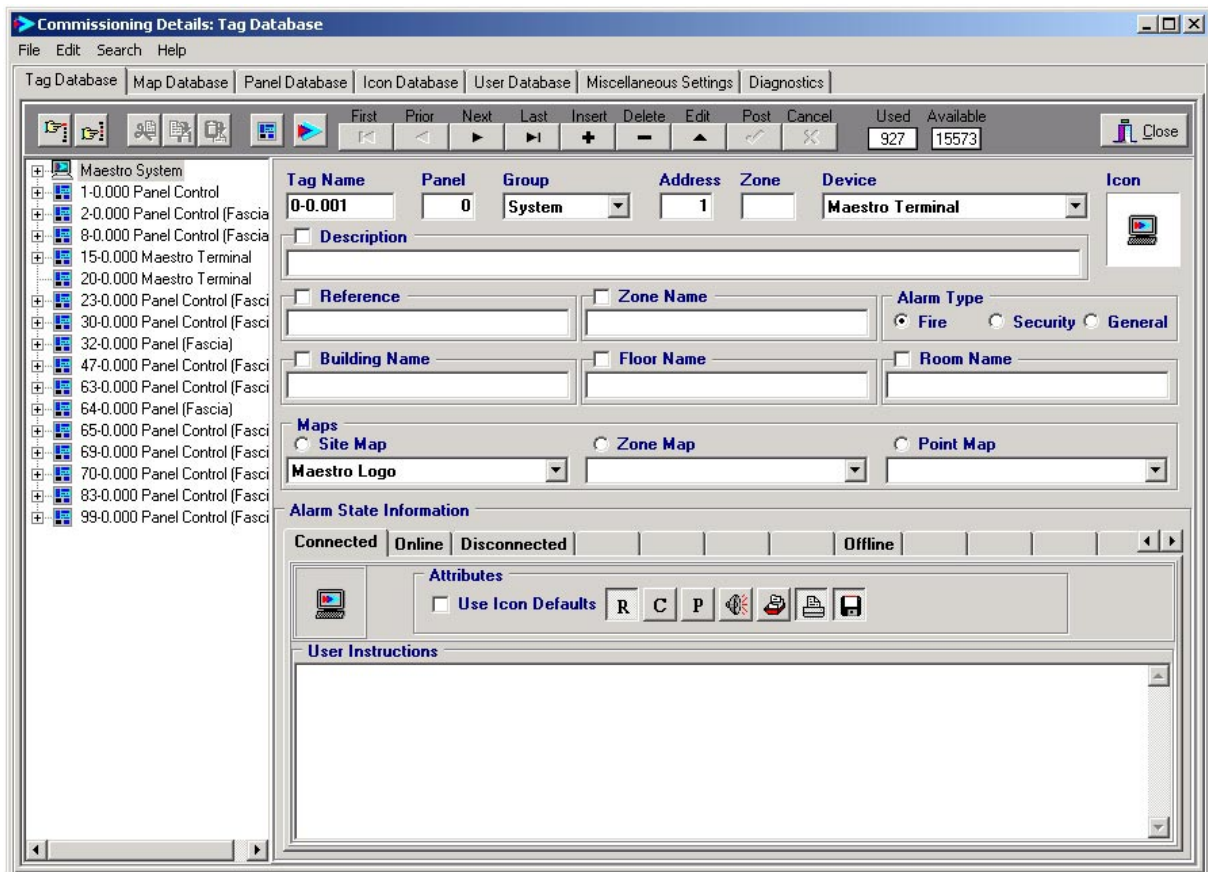 Commissioning Details: Tag Database
File Edit Search Help
Tag Database Map Database Panel Database Icon Database User Database Miscellaneous Settings Diagnostics
First Prior Next Last Insert Delete Edit Post Cancel Used Available
927 15573 Close
Maestro System
1-0.000 Panel Control
2-0.000 Panel Control (Fascia
8-0.000 Panel Control (Fascia
15-0.000 Maestro Terminal
20-0.000 Maestro Terminal
23-0.000 Panel Control (Fasci
30-0.000 Panel Control (Fasci
32-0.000 Panel (Fascia)
47-0.000 Panel Control (Fasci
63-0.000 Panel Control (Fasci
64-0.000 Panel (Fascia)
65-0.000 Panel Control (Fasci
69-0.000 Panel Control (Fasci
70-0.000 Panel Control (Fasci
83-0.000 Panel Control (Fasci
99-0.000 Panel Control (Fasci
Tag Name Panel Group Address Zone Device Icon
0-0.001 0 System 1 Maestro Terminal
Description
Reference Zone Name Alarm Type
Fire Security General
Building Name Floor Name Room Name
Maps
Site Map Zone Map Point Map
Maestro Logo
Alarm State Information
Connected Online Disconnected Offline
Attributes
Use Icon Defaults R C P
User Instructions